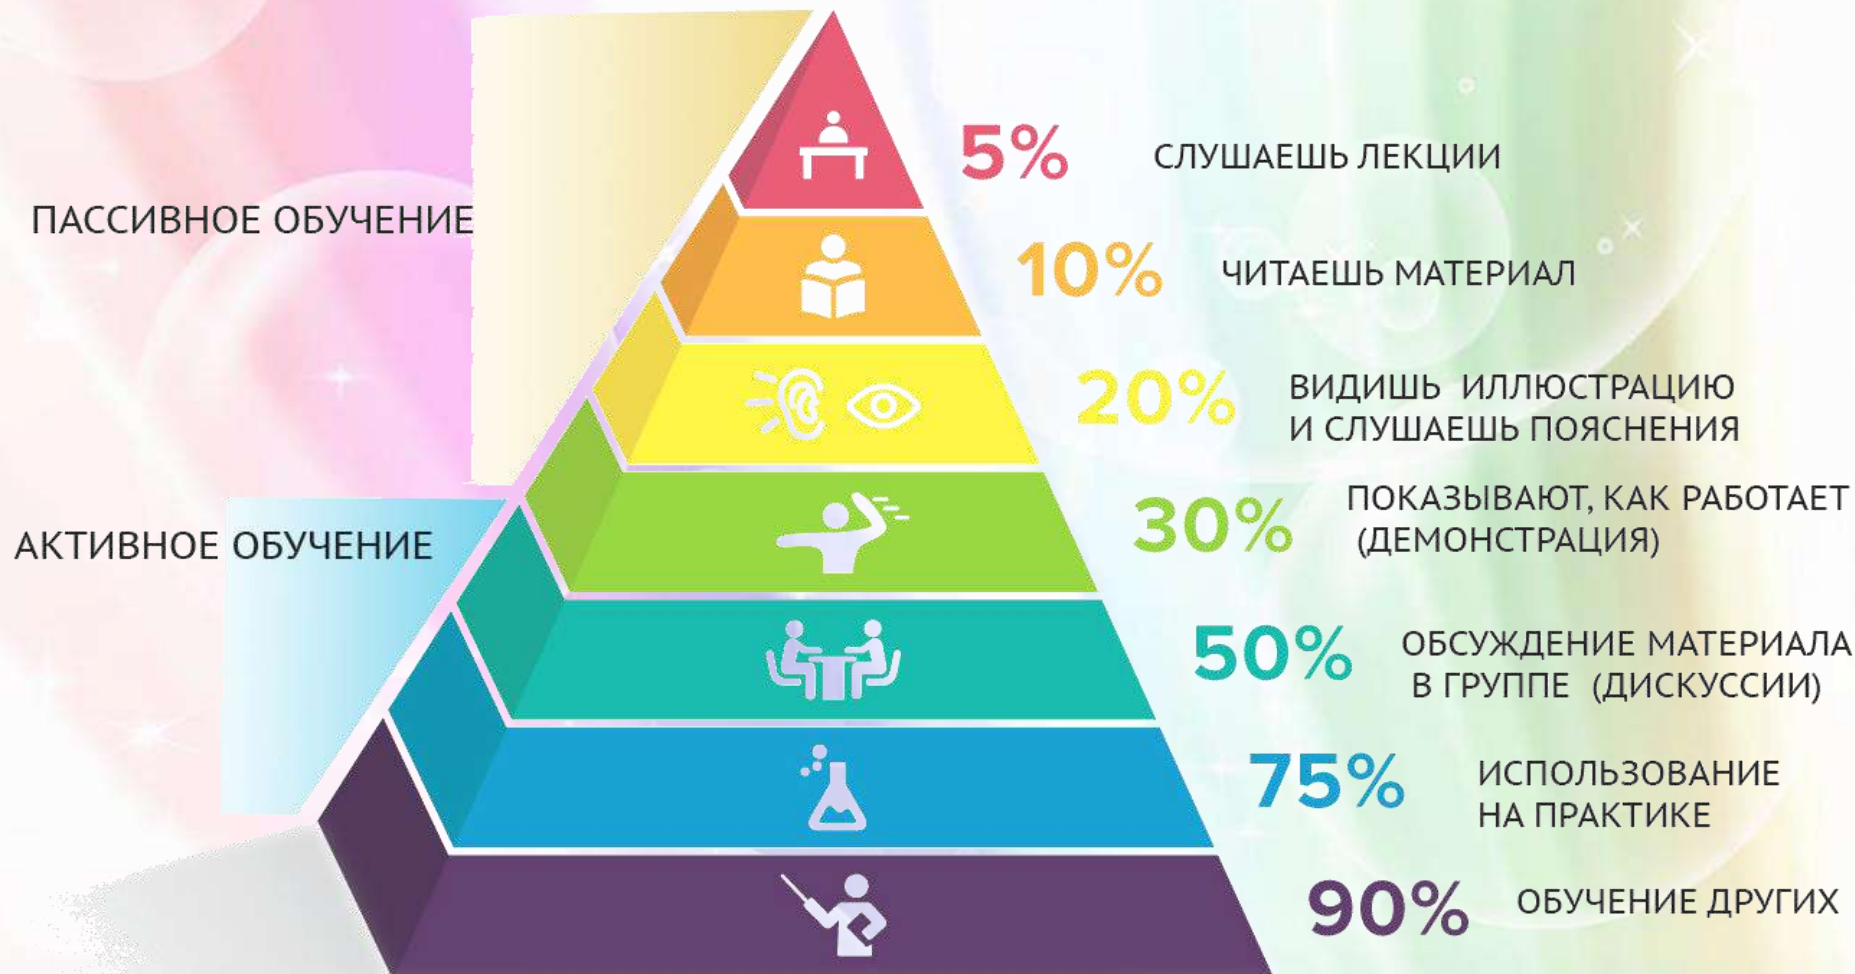 5%
СЛУШАЕШЬ ЛЕКЦИИ
ПАССИВНОЕ ОБУЧЕНИЕ
10%
ЧИТАЕШЬ МАТЕРИАЛ
20%
ВИДИШЬ ИЛЛЮСТРАЦИЮ
И СЛУШАЕШЬ ПОЯСНЕНИЯ
30%
ПОКАЗЫВАЮТ, КАК РАБОТАЕТ
(ДЕМОНСТРАЦИЯ)
АКТИВНОЕ ОБУЧЕНИЕ
50%
ОБСУЖДЕНИЕ МАТЕРИАЛА
В ГРУППЕ (ДИСКУССИИ)
75%
ИСПОЛЬЗОВАНИЕ
НА ПРАКТИКЕ
90%
ОБУЧЕНИЕ ДРУГИХ